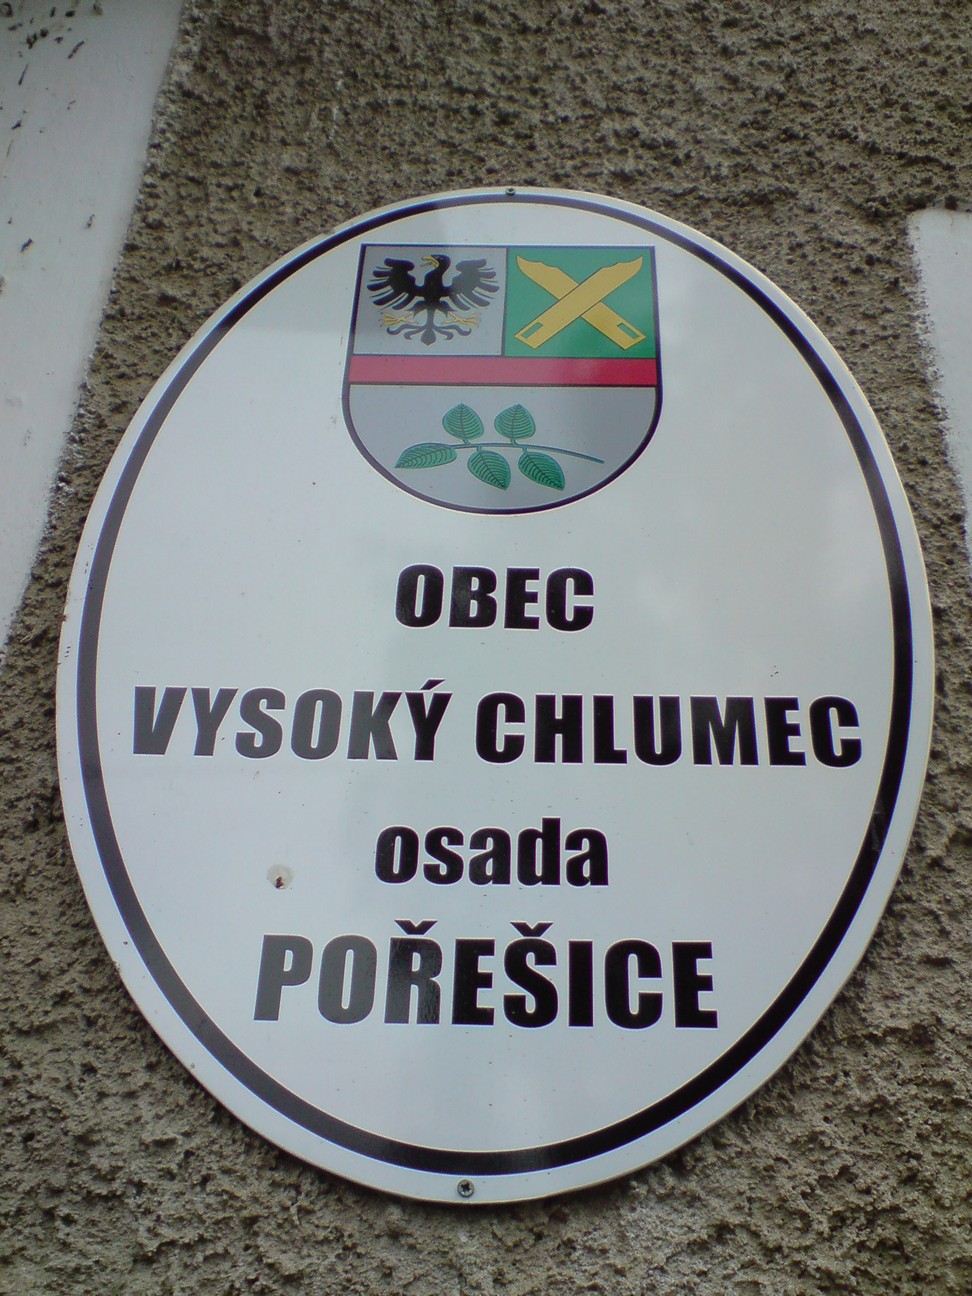 OBEC
VYSOKÝ CHLUMEC
osada
POŘEŠICE